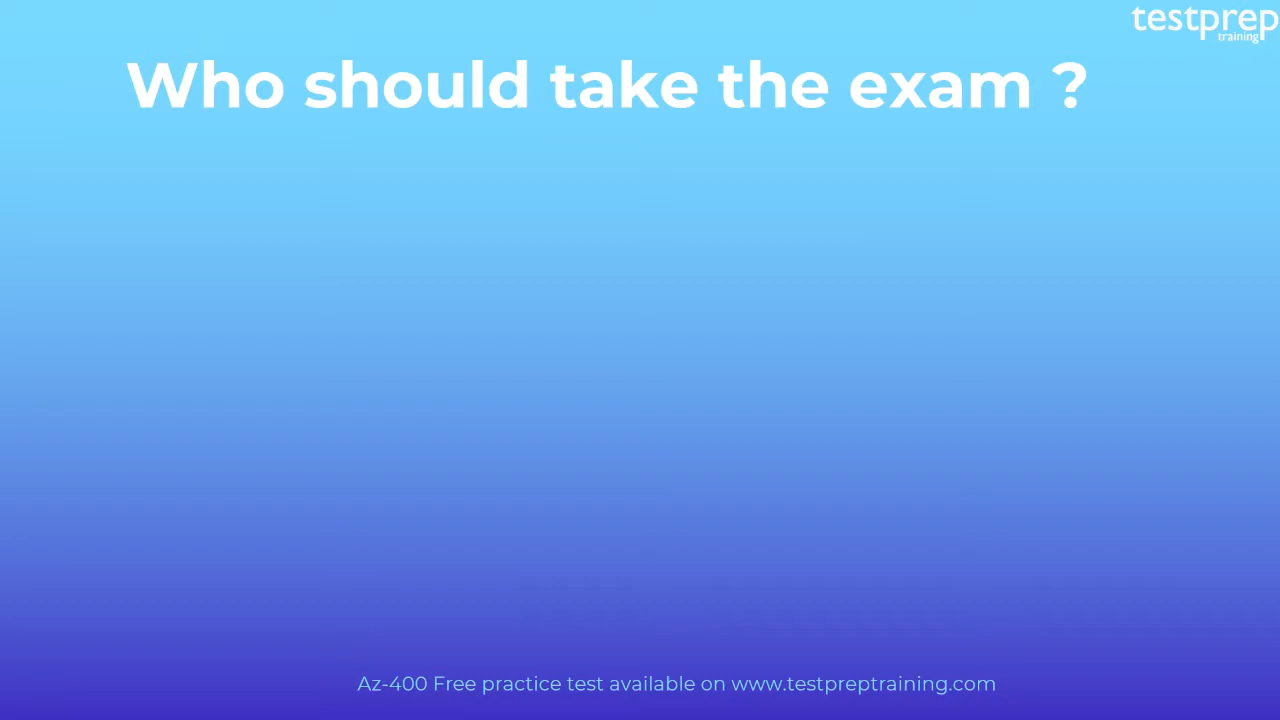 testprep
training
Who should take the exam ?
Az-400 Free practice test available on www.testpreptraining.com